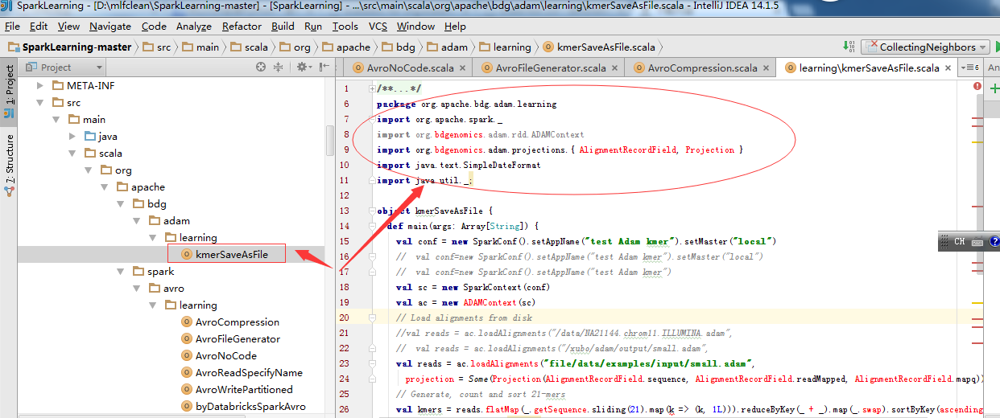 SparkLearning - [D:\mlfclean\SparkLearning-master] - [SparkLearning] - ...\src\main\scala\org\apache\bdg\adam\learning\kmerSaveAsFile.scala - IntelliJ IDEA 14.1.5
File Edit View Navigate Code Analyze Refactor Build Run Tools VCS Window Help
SparkLearning-master src main scala org apache bdg adam learning kmerSaveAsFile.scala CollectingNeighbors
Project AvroNoCode.scala AvroFileGenerator.scala AvroCompression.scala learning\kmerSaveAsFile.scala 6 An
1: Project
7: Structure
META-INF
src
main
java
scala
org
apache
bdg
adam
learning
kmerSaveAsFile
spark
avro
learning
AvroCompression
AvroFileGenerator
AvroNoCode
AvroReadSpecifyName
AvroWritePartitioned
byDatabricksSparkAvro
1 /**...*/
6 package org.apache.bdg.adam.learning
7 import org.apache.spark._
8 import org.bdgenomics.adam.rdd.ADAMContext
9 import org.bdgenomics.adam.projections.{ AlignmentRecordField, Projection }
10 import java.text.SimpleDateFormat
11 import java.util._;
12
13 object kmerSaveAsFile {
14 def main(args: Array[String]) {
15 val conf = new SparkConf().setAppName("test Adam kmer").setMaster("local")
16 // val conf=new SparkConf().setAppName("test Adam kmer").setMaster("local")
17 // val conf=new SparkConf().setAppName("test Adam kmer")
18 val sc = new SparkContext(conf)
19 val ac = new ADAMContext(sc)
20 // Load alignments from disk
21 //val reads = ac.loadAlignments("/data/NA21144.chrom11.ILLUMINA.adam",
22 // val reads = ac.loadAlignments("/xubo/adam/output/small.adam",
23 val reads = ac.loadAlignments("file/data/examples/input/small.adam",
24 projection = Some(Projection(AlignmentRecordField.sequence, AlignmentRecordField.readMapped, AlignmentRecordField.mapq))
25 // Generate, count and sort 21-mers
26 val kmers = reads.flatMap(_.getSequence.sliding(21).map(k => (k, 1L))).reduceByKey(_ + _).map(_.swap).sortByKey(ascending
CH